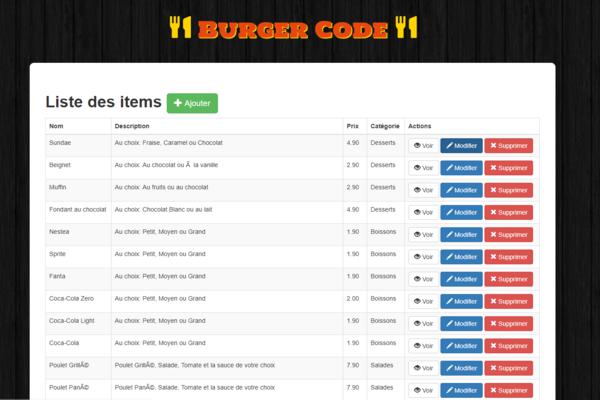 Burger Code
Liste des items Ajouter
Nom Description Prix Catégorie Actions
Sundae Au choix: Fraise, Caramel ou Chocolat 4.90 Desserts Voir Modifier Supprimer
Beignet Au choix: Au chocolat ou Ã la vanille 2.90 Desserts Voir Modifier Supprimer
Muffin Au choix: Au fruits ou au chocolat 2.90 Desserts Voir Modifier Supprimer
Fondant au chocolat Au choix: Chocolat Blanc ou au lait 4.90 Desserts Voir Modifier Supprimer
Nestea Au choix: Petit, Moyen ou Grand 1.90 Boissons Voir Modifier Supprimer
Sprite Au choix: Petit, Moyen ou Grand 1.90 Boissons Voir Modifier Supprimer
Fanta Au choix: Petit, Moyen ou Grand 1.90 Boissons Voir Modifier Supprimer
Coca-Cola Zero Au choix: Petit, Moyen ou Grand 2.00 Boissons Voir Modifier Supprimer
Coca-Cola Light Au choix: Petit, Moyen ou Grand 1.90 Boissons Voir Modifier Supprimer
Coca-Cola Au choix: Petit, Moyen ou Grand 1.90 Boissons Voir Modifier Supprimer
Poulet GrillÃ© Poulet GrillÃ©, Salade, Tomate et la sauce de votre choix 7.90 Salades Voir Modifier Supprimer
Poulet PanÃ© Poulet PanÃ©, Salade, Tomate et la sauce de votre choix 7.90 Salades Voir Modifier Supprimer